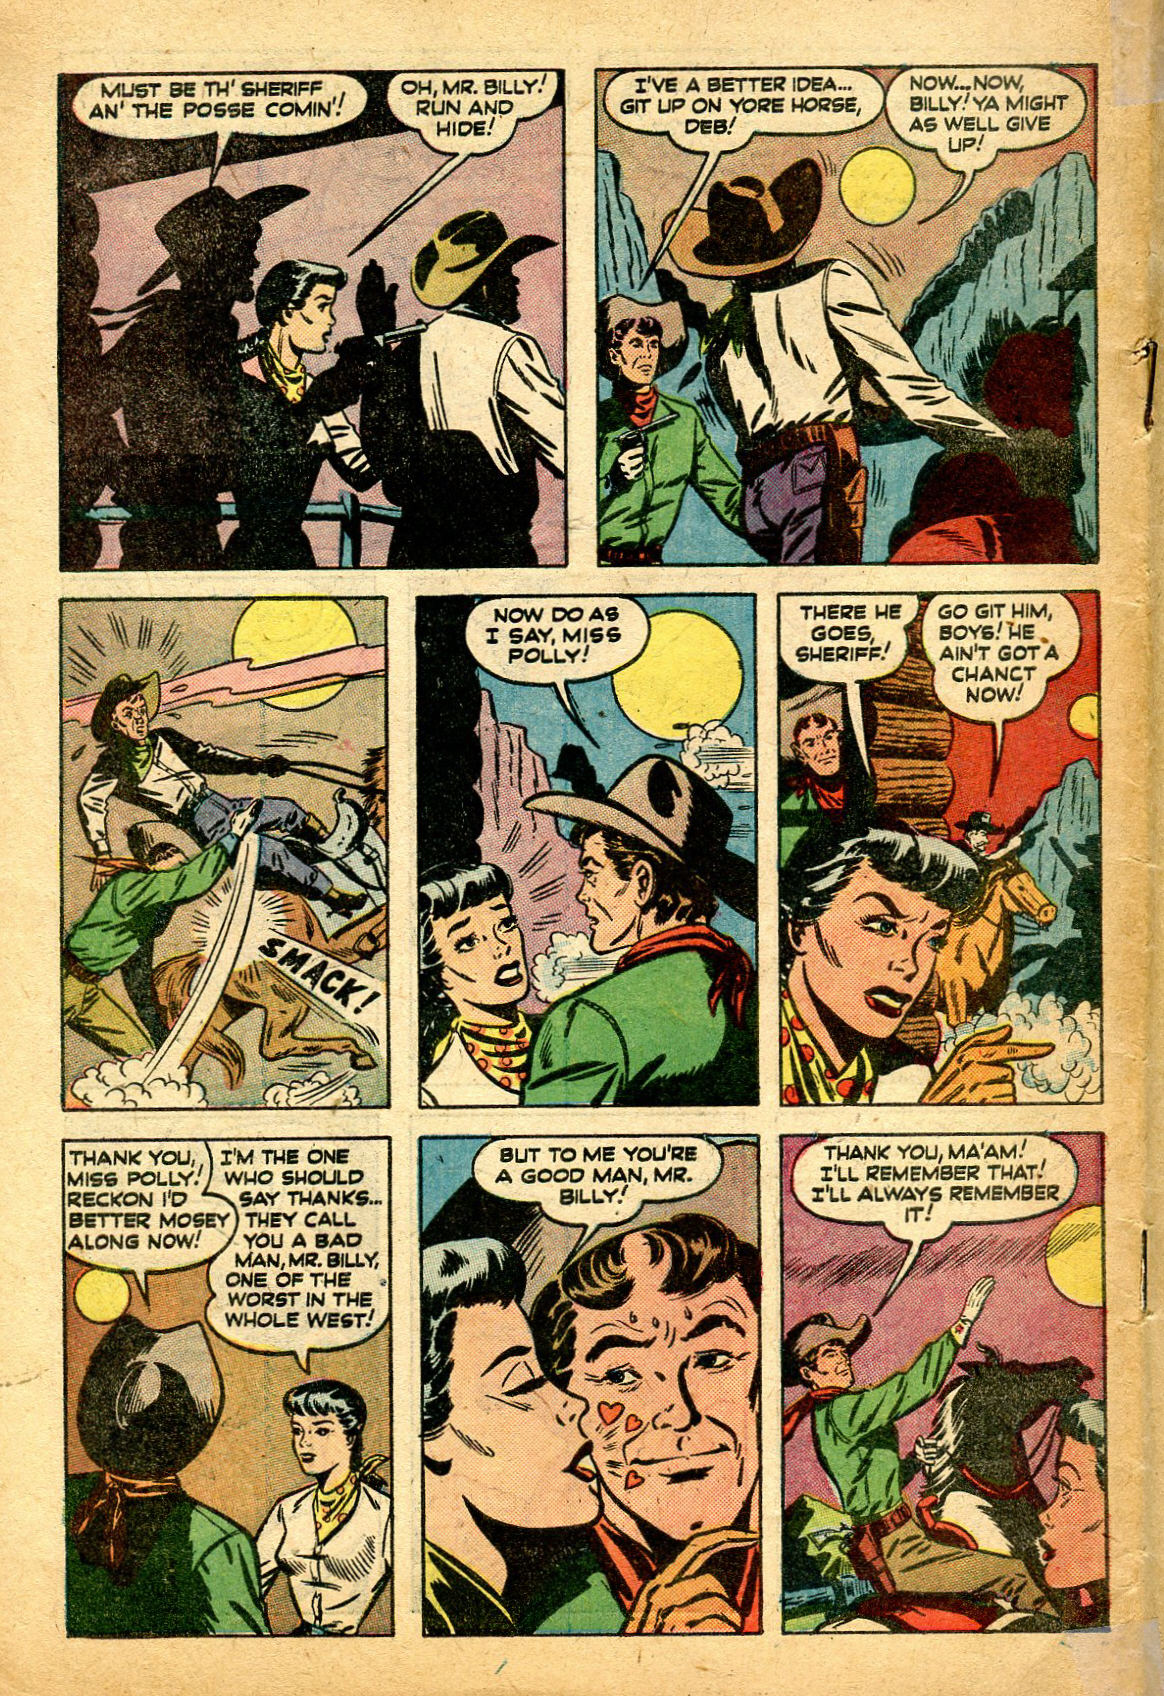 MUST BE TH' SHERIFF
AN' THE POSSE COMIN'!
OH, MR. BILLY!
RUN AND
HIDE!
I'VE A BETTER IDEA...
GIT UP ON YORE HORSE,
DEB!
NOW...NOW,
BILLY! YA MIGHT
AS WELL GIVE
UP!
SMACK!
NOW DO AS
I SAY, MISS
POLLY!
THERE HE
GOES,
SHERIFF!
GO GIT HIM,
BOYS! HE
AIN'T GOT A
CHANCT
NOW!
THANK YOU,
MISS POLLY!
RECKON I'D
BETTER MOSEY
ALONG NOW!
I'M THE ONE
WHO SHOULD
SAY THANKS...
THEY CALL
YOU A BAD
MAN, MR. BILLY,
ONE OF THE
WORST IN THE
WHOLE WEST!
BUT TO ME YOU'RE
A GOOD MAN, MR.
BILLY!
THANK YOU, MA'AM!
I'LL REMEMBER THAT!
I'LL ALWAYS REMEMBER
IT!